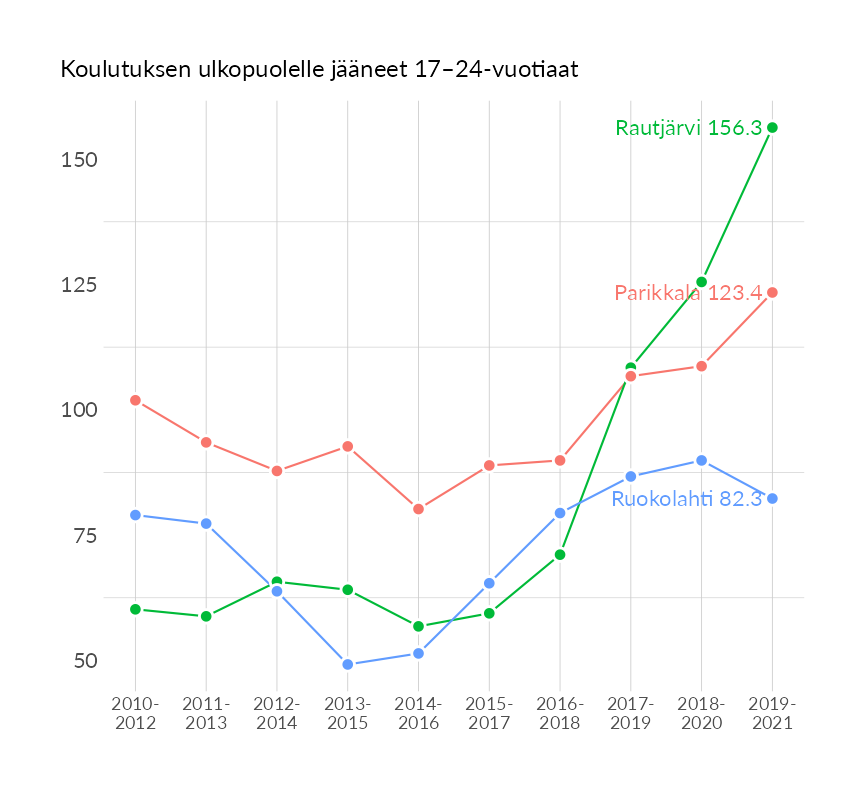 Koulutuksen ulkopuolelle jääneet 17–24-vuotiaat
Rautjärvi 156.3
150
125
Parikkala 123.4
100
Ruokolahti 82.3
75
50
2010- 2011- 2012- 2013- 2014- 2015- 2016- 2017- 2018- 2019-
2012 2013 2014 2015 2016 2017 2018 2019 2020 2021